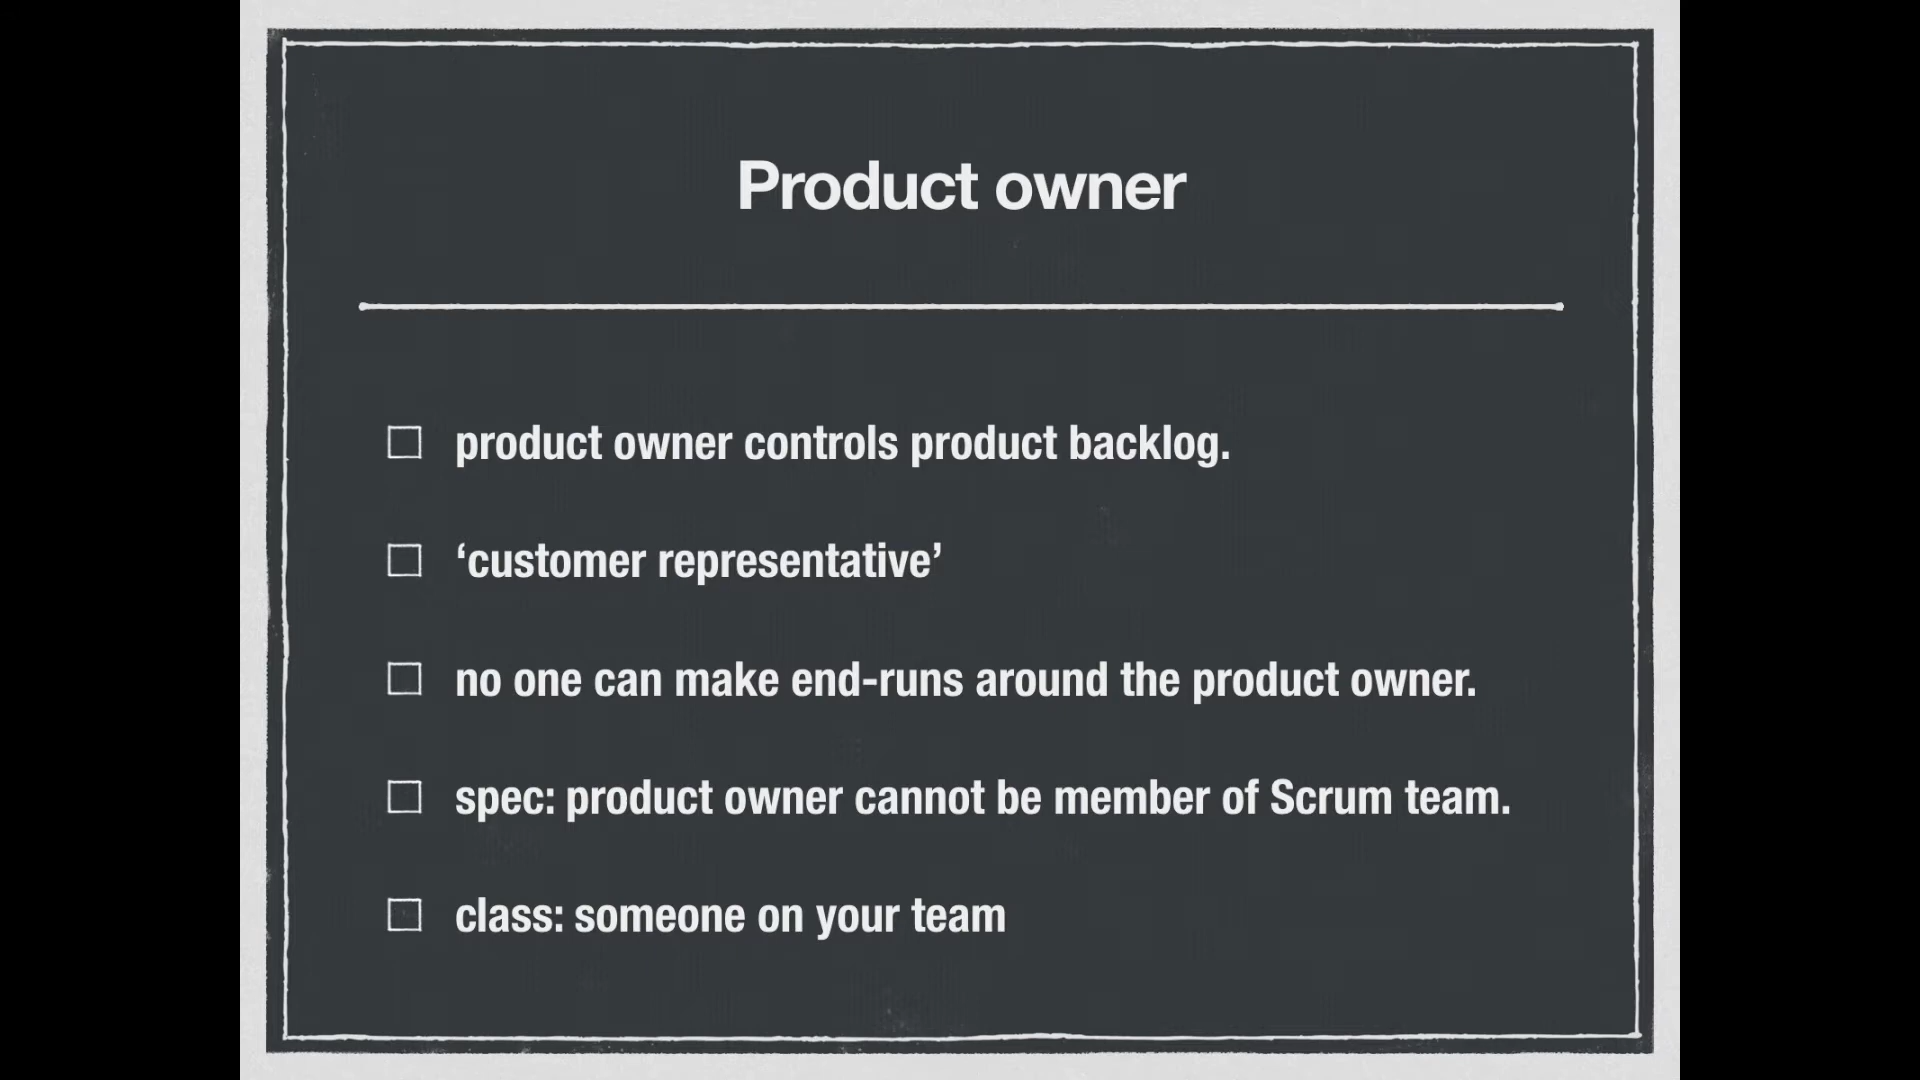 Product owner
product owner controls product backlog.
‘customer representative’
no one can make end-runs around the product owner.
spec: product owner cannot be member of Scrum team.
class: someone on your team